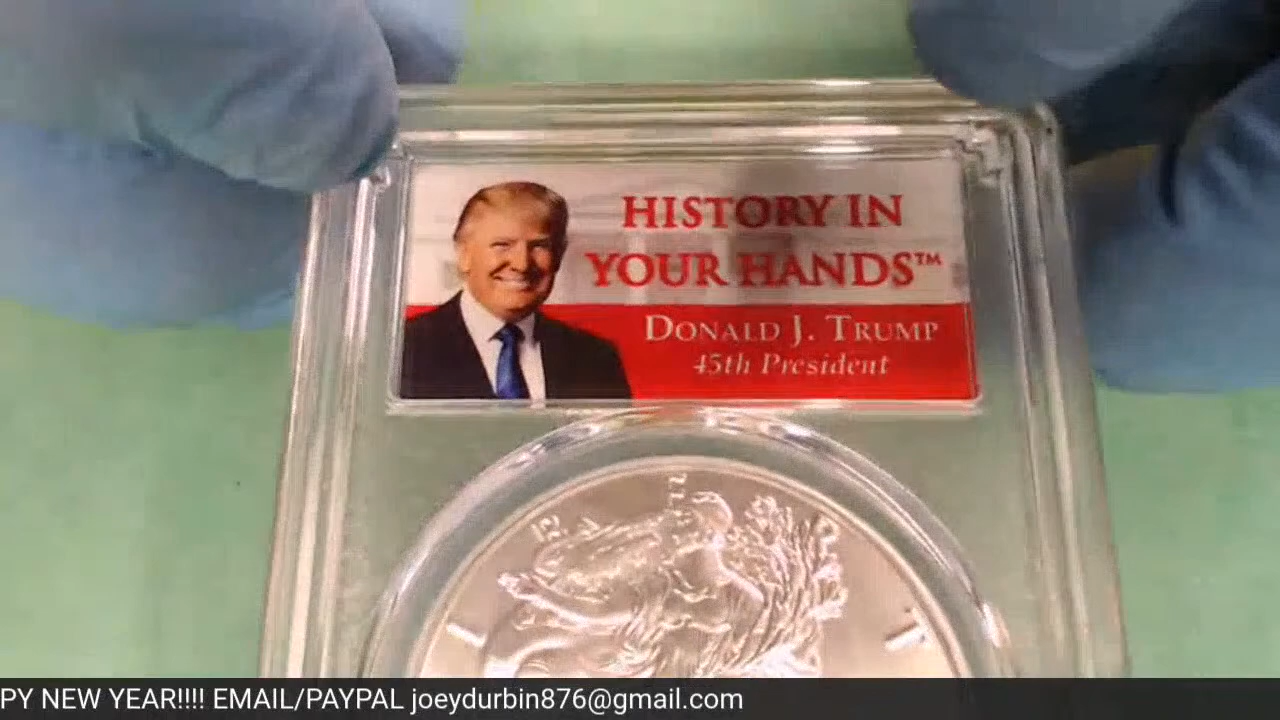 HISTORY IN
YOUR HANDS™
DONALD J. TRUMP
45th President
PY NEW YEAR!!!! EMAIL/PAYPAL joeydurbin876@gmail.com